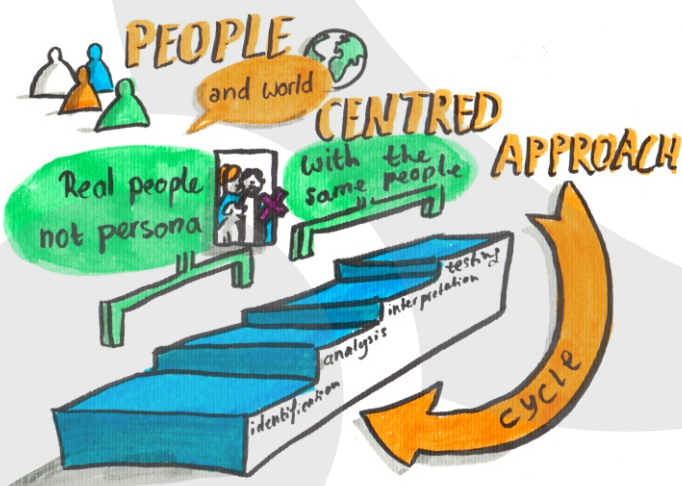 PEOPLE
and world
CENTRED
APPROACH
Real people
not persona
with the
same people
testing
interpretation
analysis
identification
cycle